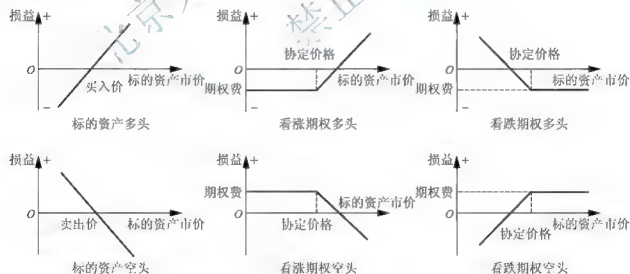 损益 +
O
买入价
标的资产市价
−
标的资产多头
损益 +
协定价格
O
标的资产市价
期权费
−
看涨期权多头
损益 +
协定价格
O
标的资产市价
期权费
−
看跌期权多头
损益 +
O
卖出价
标的资产市价
标的资产空头
损益 +
期权费
标的资产市价
O
协定价格
看涨期权空头
损益 +
期权费
O
标的资产市价
协定价格
看跌期权空头